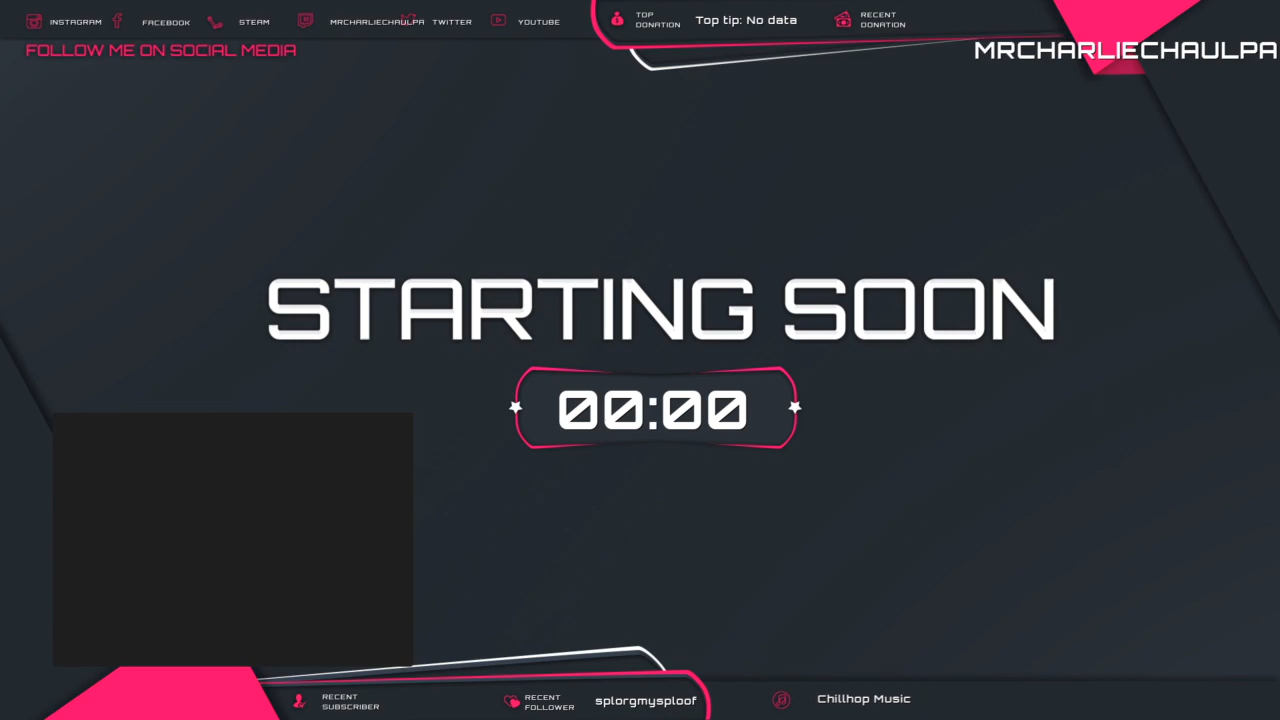 INSTAGRAM
FACEBOOK
STEAM
MRCHARLIECHAULPA
TWITTER
YOUTUBE
TOP
DONATION
Top tip: No data
RECENT
DONATION
FOLLOW ME ON SOCIAL MEDIA
MRCHARLIECHAULPA
STARTING SOON
00:00
RECENT
SUBSCRIBER
RECENT
FOLLOWER
splorgmysploof
Chillhop Music